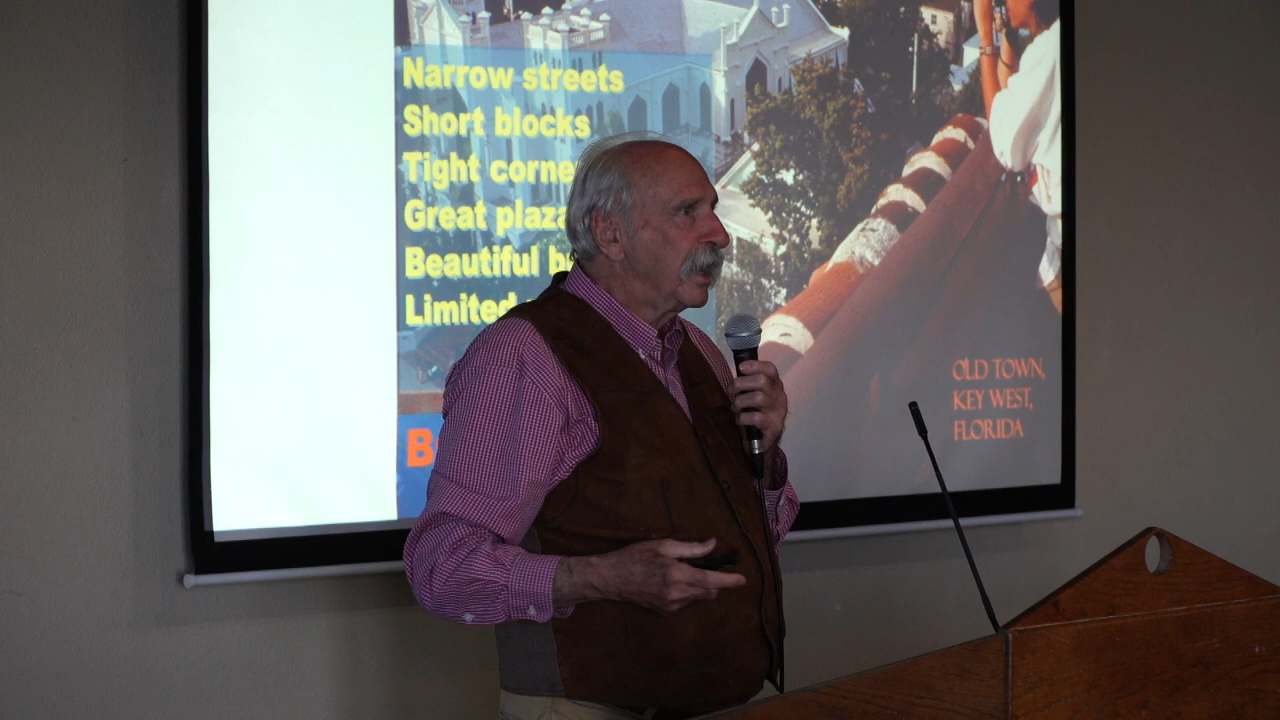 Narrow streets
Short blocks
Tight corne
Great plaza
Beautiful b
Limited
B
OLD TOWN,
KEY WEST,
FLORIDA